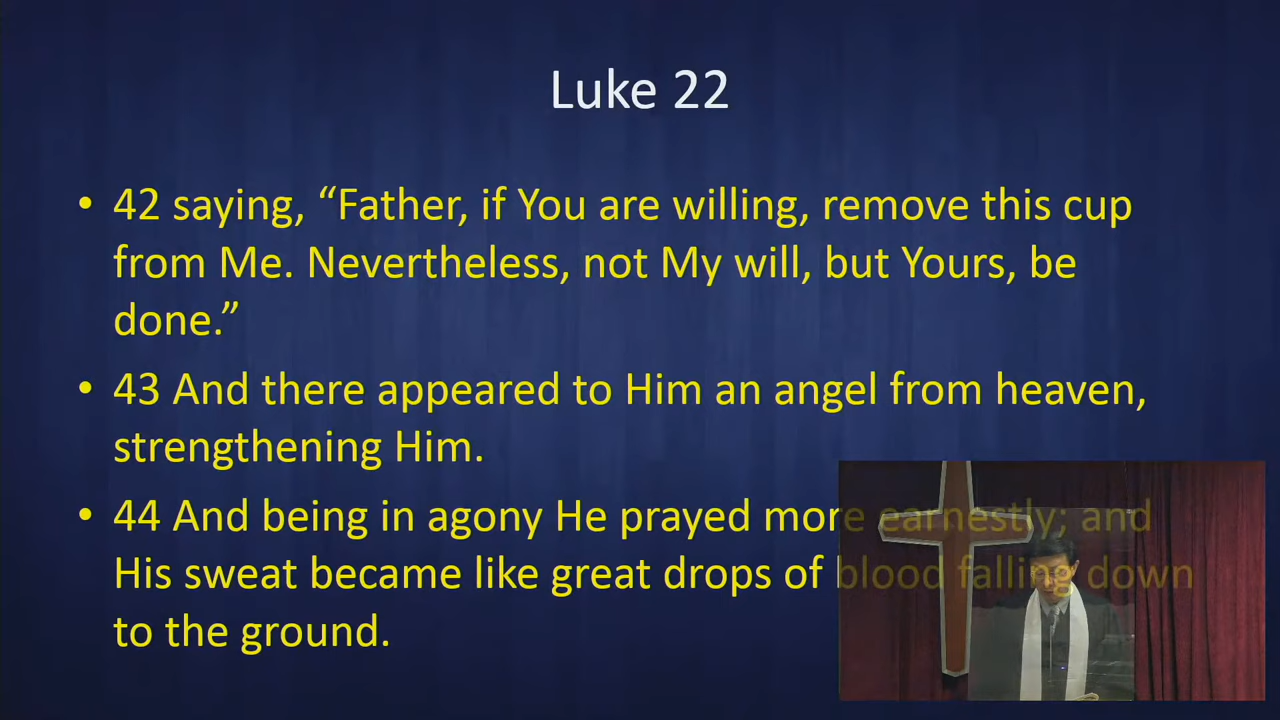 Luke 22
• 42 saying, “Father, if You are willing, remove this cup
from Me. Nevertheless, not My will, but Yours, be
done.”
• 43 And there appeared to Him an angel from heaven,
strengthening Him.
• 44 And being in agony He prayed more earnestly; and
His sweat became like great drops of blood falling down
to the ground.